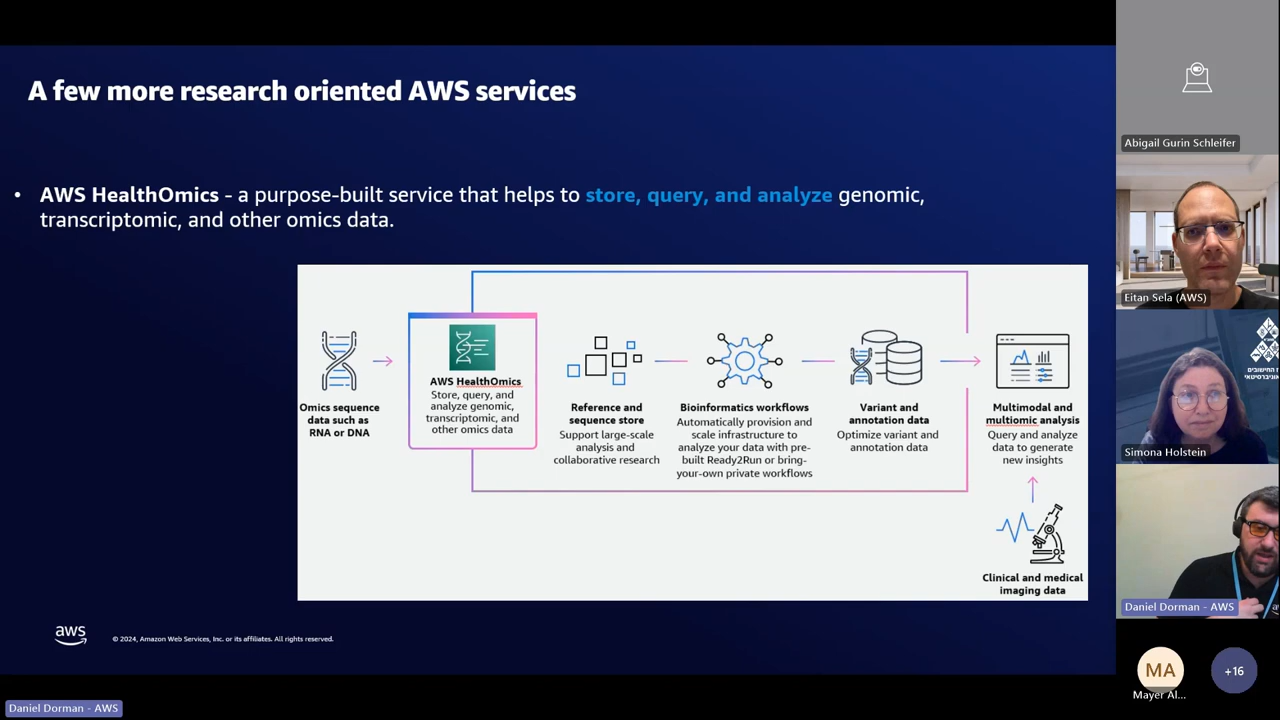 A few more research oriented AWS services
• AWS HealthOmics - a purpose-built service that helps to store, query, and analyze genomic,
transcriptomic, and other omics data.
Omics sequence
data such as
RNA or DNA
AWS HealthOmics
Store, query, and
analyze genomic,
transcriptomic, and
other omics data
Reference and
sequence store
Support large-scale
analysis and
collaborative research
Bioinformatics workflows
Automatically provision and
scale infrastructure to
analyze your data with pre-
built Ready2Run or bring-
your-own private workflows
Variant and
annotation data
Optimize variant and
annotation data
Multimodal and
multiomic analysis
Query and analyze
data to generate
new insights
Clinical and medical
imaging data
aws
© 2024, Amazon Web Services, Inc. or its affiliates. All rights reserved.
Daniel Dorman - AWS
Abigail Gurin Schleifer
Eitan Sela (AWS)
Simona Holstein
Daniel Dorman - AWS
MA
+16
Mayer Al...